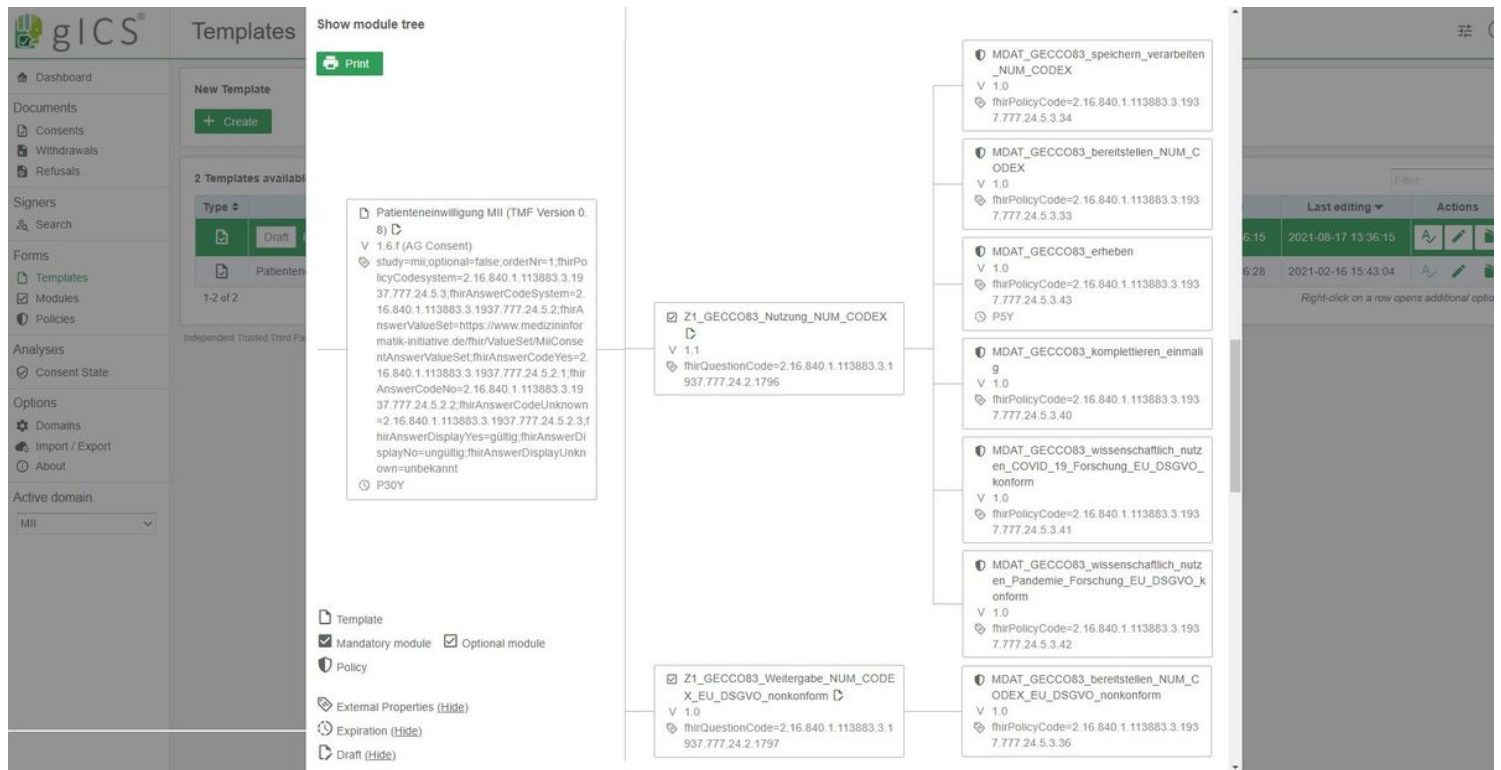 gICS®
Templates
Dashboard
Documents
Consents
Withdrawals
Refusals
Signers
Search
Forms
Templates
Modules
Policies
Analyses
Consent State
Options
Domains
Import / Export
About
Active domain
MII
New Template
+ Create
2 Templates availabl
Type
Draft
Patienten
1-2 of 2
Independent Trusted Third Pa
Show module tree
Print
Patienteneinwilligung MII (TMF Version 0.
8)
V 1.6.f (AG Consent)
study=mii;optional=false;orderNr=1;fhirPo
licyCodesystem=2.16.840.1.113883.3.19
37.777.24.5.3;fhirAnswerCodeSystem=2.
16.840.1.113883.3.1937.777.24.5.2;fhirA
nswerValueSet=https://www.medizininfor
matik-initiative.de/fhir/ValueSet/MiiConse
ntAnswerValueSet;fhirAnswerCodeYes=2.
16.840.1.113883.3.1937.777.24.5.2.1;fhir
AnswerCodeNo=2.16.840.1.113883.3.19
37.777.24.5.2.2;fhirAnswerCodeUnknown
=2.16.840.1.113883.3.1937.777.24.5.2.3;f
hirAnswerDisplayYes=gültig;fhirAnswerDi
splayNo=ungültig;fhirAnswerDisplayUnkn
own=unbekannt
P30Y
Template
Mandatory module Optional module
Policy
External Properties (Hide)
Expiration (Hide)
Draft (Hide)
Z1_GECCO83_Nutzung_NUM_CODEX
V 1.1
fhirQuestionCode=2.16.840.1.113883.3.1
937.777.24.2.1796
Z1_GECCO83_Weitergabe_NUM_CODE
X_EU_DSGVO_nonkonform
V 1.0
fhirQuestionCode=2.16.840.1.113883.3.1
937.777.24.2.1797
MDAT_GECCO83_speichern_verarbeiten
_NUM_CODEX
V 1.0
fhirPolicyCode=2.16.840.1.113883.3.193
7.777.24.5.3.34
MDAT_GECCO83_bereitstellen_NUM_C
ODEX
V 1.0
fhirPolicyCode=2.16.840.1.113883.3.193
7.777.24.5.3.33
MDAT_GECCO83_erheben
V 1.0
fhirPolicyCode=2.16.840.1.113883.3.193
7.777.24.5.3.43
P5Y
MDAT_GECCO83_komplettieren_einmali
g
V 1.0
fhirPolicyCode=2.16.840.1.113883.3.193
7.777.24.5.3.40
MDAT_GECCO83_wissenschaftlich_nutz
en_COVID_19_Forschung_EU_DSGVO_
konform
V 1.0
fhirPolicyCode=2.16.840.1.113883.3.193
7.777.24.5.3.41
MDAT_GECCO83_wissenschaftlich_nutz
en_Pandemie_Forschung_EU_DSGVO_k
onform
V 1.0
fhirPolicyCode=2.16.840.1.113883.3.193
7.777.24.5.3.42
MDAT_GECCO83_bereitstellen_NUM_C
ODEX_EU_DSGVO_nonkonform
V 1.0
fhirPolicyCode=2.16.840.1.113883.3.193
7.777.24.5.3.36
Filter
Last editing Actions
6:15 2021-08-17 13:36:15
6:28 2021-02-16 15:43:04
Right-click on a row opens additional optio